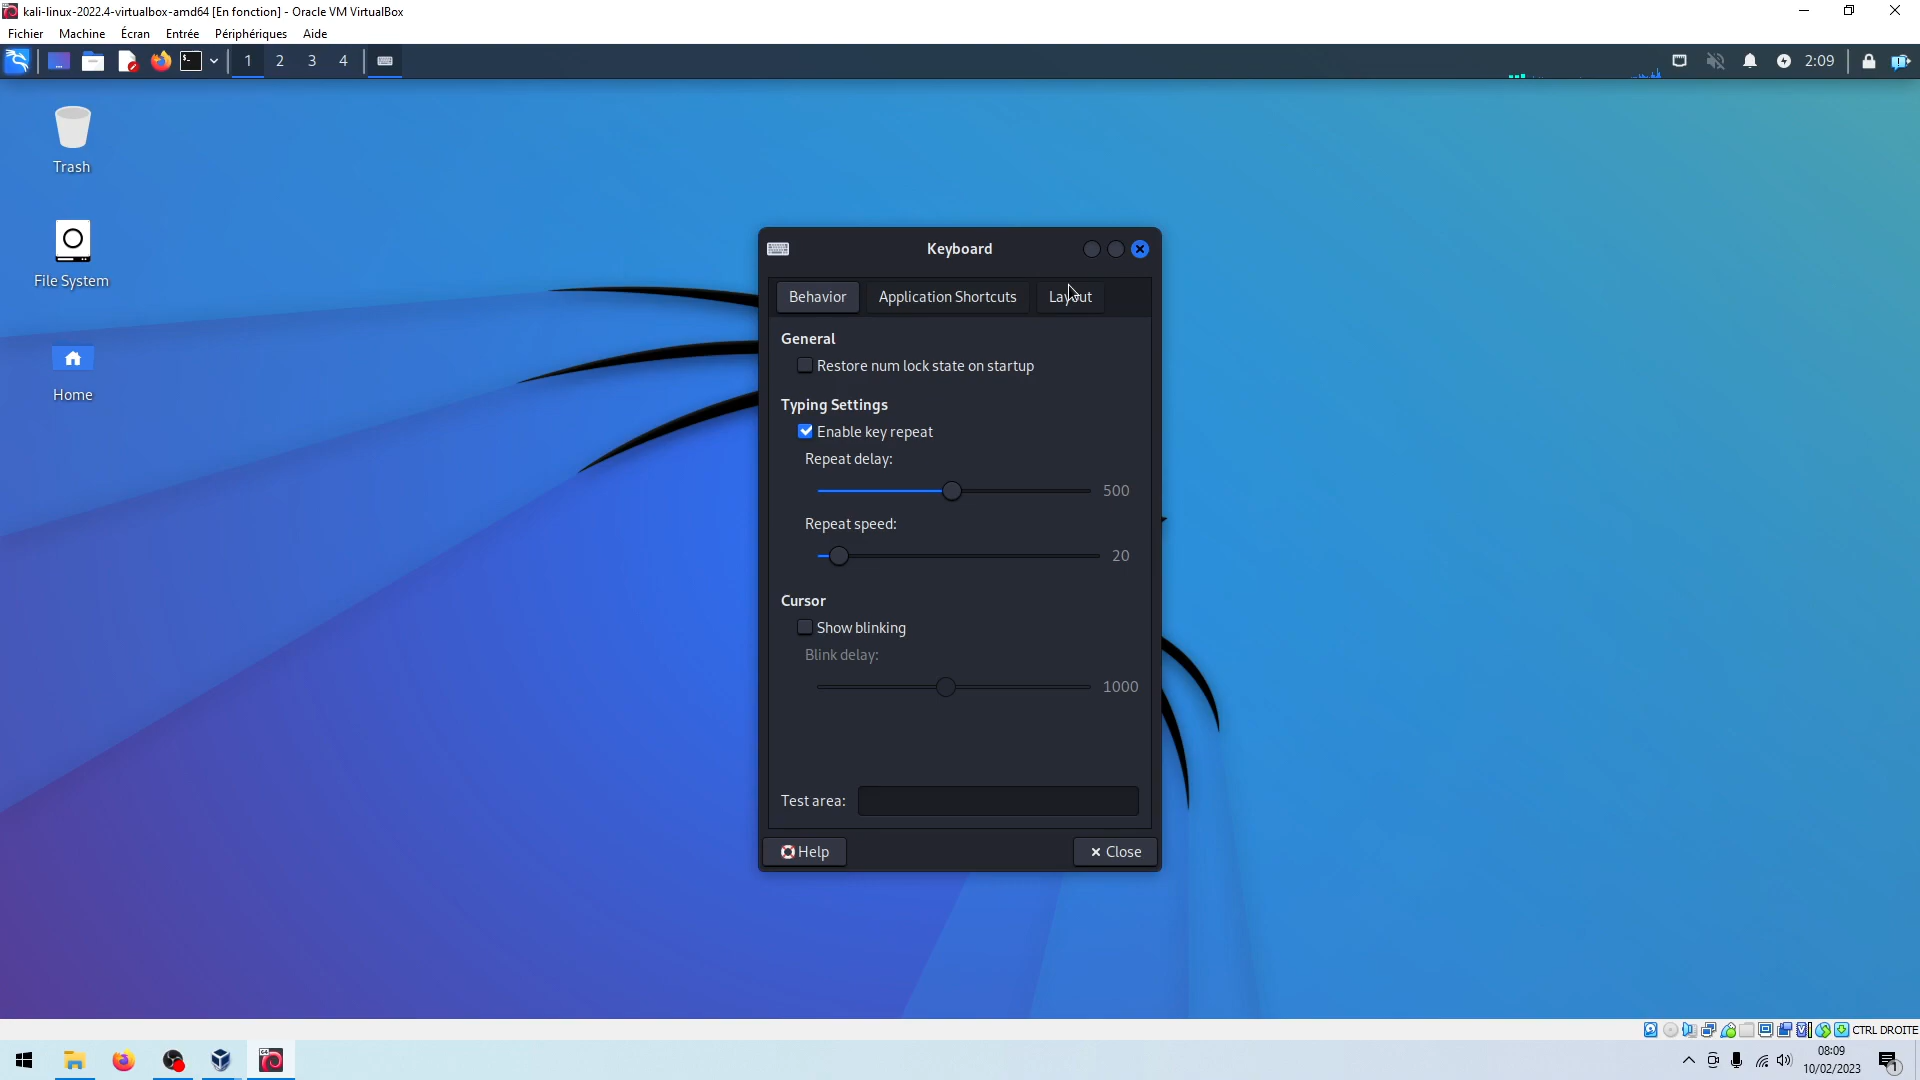 kali-linux-2022.4-virtualbox-amd64 [En fonction] - Oracle VM VirtualBox
Fichier Machine Écran Entrée Périphériques Aide
1 2 3 4 2:09
Trash
File System
Home
Keyboard
Behavior Application Shortcuts Layout
General
Restore num lock state on startup
Typing Settings
Enable key repeat
Repeat delay:
500
Repeat speed:
20
Cursor
Show blinking
Blink delay:
1000
Test area:
Help Close
CTRL DROITE
08:09
10/02/2023
1